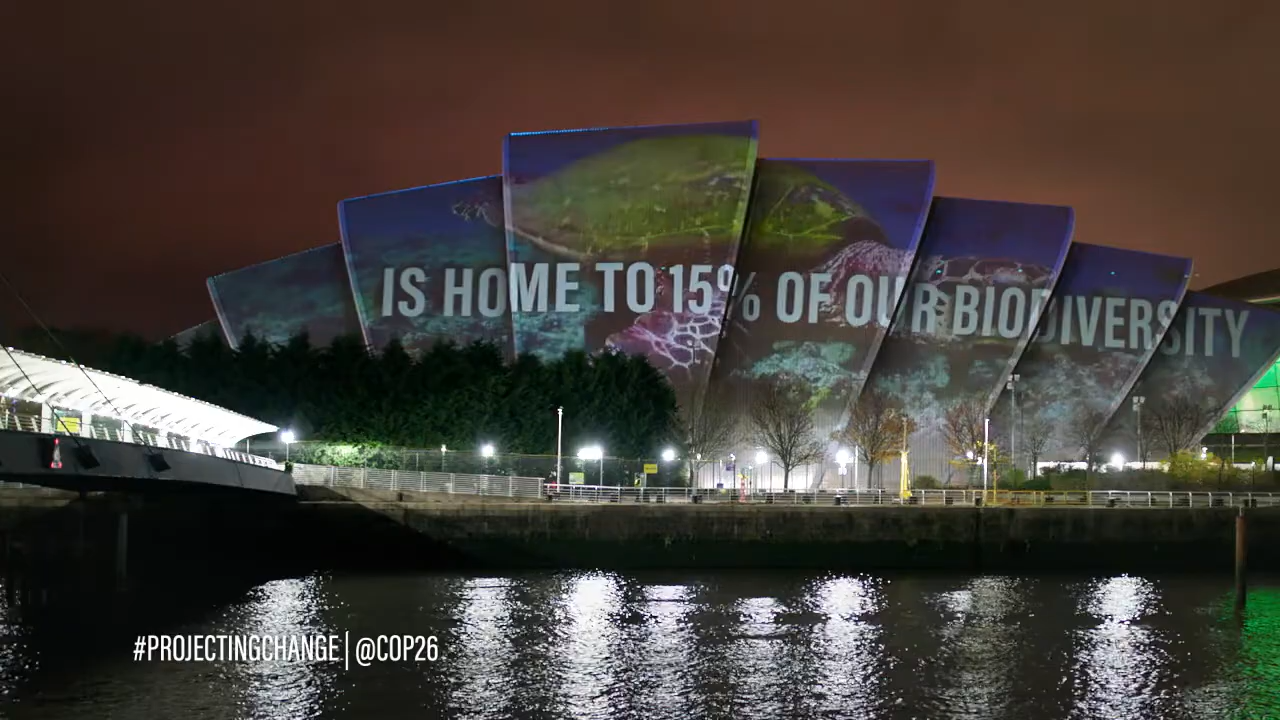 IS HOME TO 15% OF OUR BIODIVERSITY
#PROJECTINGCHANGE | @COP26